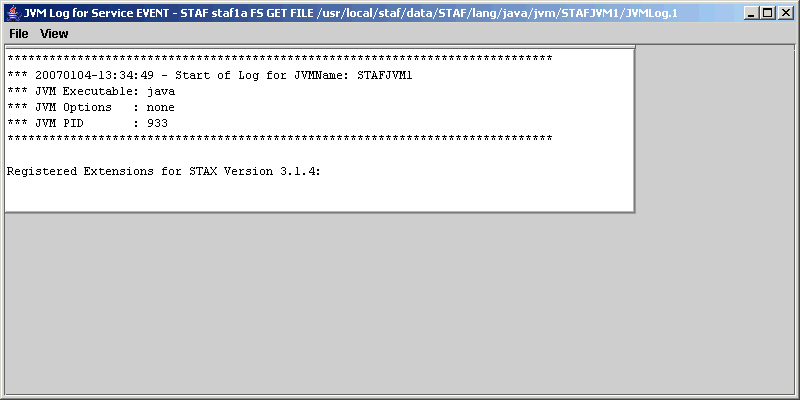 JVM Log for Service EVENT - STAF staf1a FS GET FILE /usr/local/staf/data/STAF/lang/java/jvm/STAFJVM1/JVMLog.1
File View
******************************************************************************
*** 20070104-13:34:49 - Start of Log for JVMName: STAFJVM1
*** JVM Executable: java
*** JVM Options   : none
*** JVM PID       : 933
******************************************************************************
Registered Extensions for STAX Version 3.1.4: